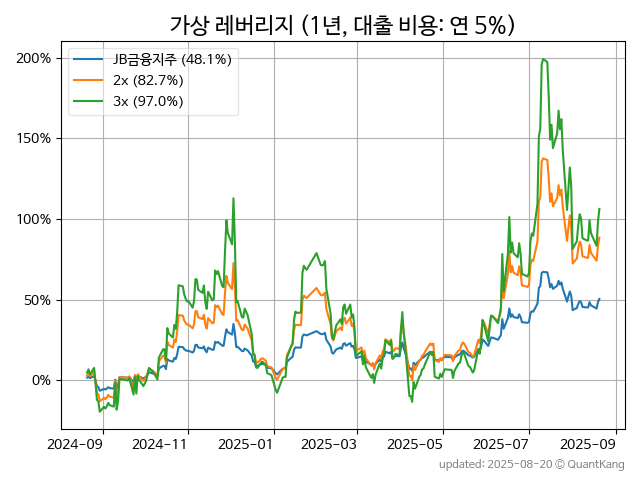 가상 레버리지 (1년, 대출 비용: 연 5%)
JB금융지주 (48.1%)
2x (82.7%)
3x (97.0%)
200%
150%
100%
50%
0%
2024-09
2024-11
2025-01
2025-03
2025-05
2025-07
2025-09
updated: 2025-08-20 © QuantKang